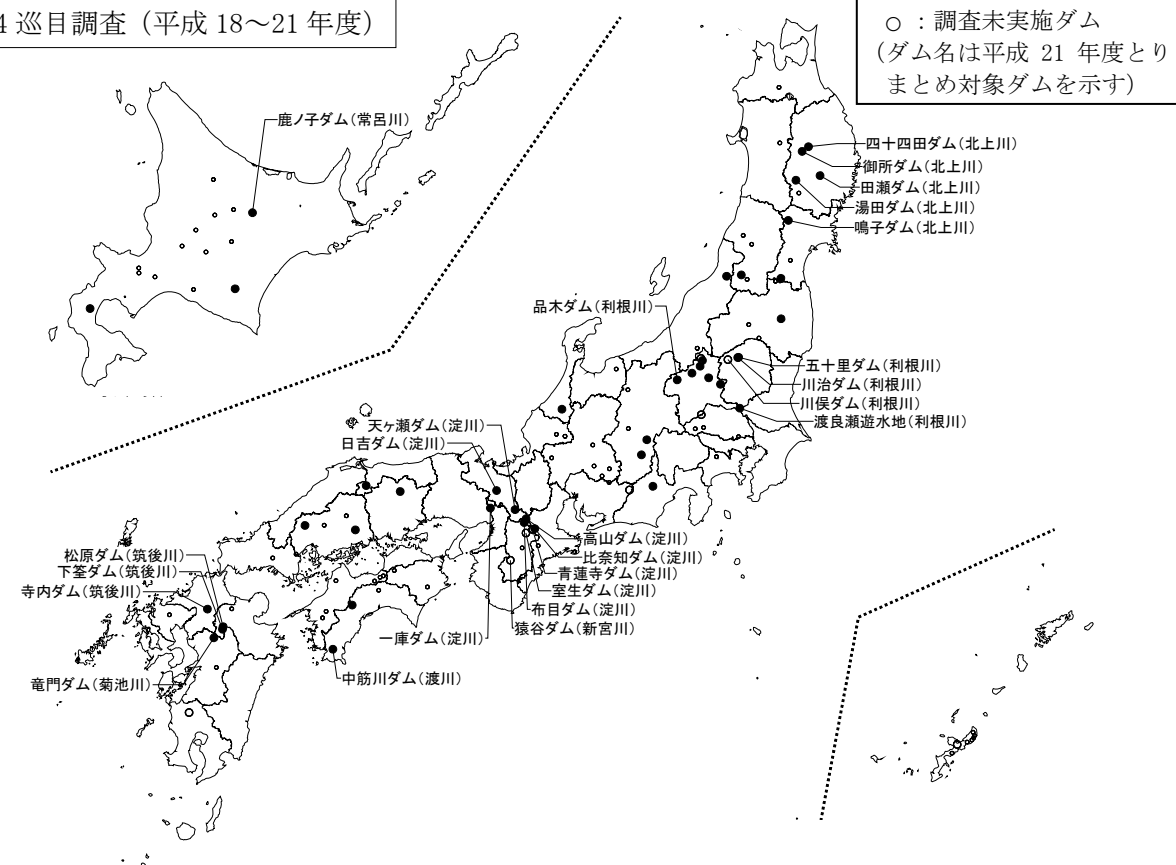 4 巡目調査（平成 18～21 年度）
○ ：調査未実施ダム
（ダム名は平成 21 年度とり
まとめ対象ダムを示す）
鹿ノ子ダム（常呂川）
四十四田ダム（北上川）
御所ダム（北上川）
田瀬ダム（北上川）
湯田ダム（北上川）
鳴子ダム（北上川）
品木ダム（利根川）
五十里ダム（利根川）
川治ダム（利根川）
川俣ダム（利根川）
渡良瀬遊水地（利根川）
天ヶ瀬ダム（淀川）
日吉ダム（淀川）
高山ダム（淀川）
比奈知ダム（淀川）
青蓮寺ダム（淀川）
室生ダム（淀川）
布目ダム（淀川）
猿谷ダム（新宮川）
一庫ダム（淀川）
松原ダム（筑後川）
下筌ダム（筑後川）
寺内ダム（筑後川）
竜門ダム（菊池川）
中筋川ダム（渡川）